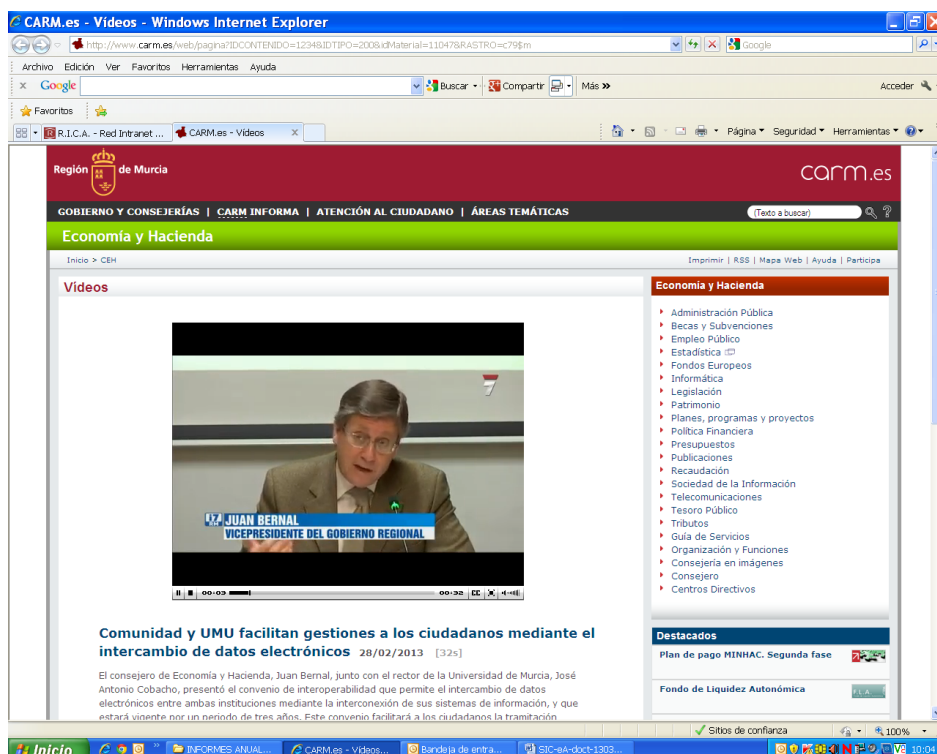 CARM.es - Vídeos - Windows Internet Explorer
http://www.carm.es/web/pagina?IDCONTENIDO=1234&IDTIPO=200&idMaterial=11047&RASTRO=c79$m
Google
Archivo Edición Ver Favoritos Herramientas Ayuda
x Google Buscar Compartir Más » Acceder
Favoritos
R.I.C.A. - Red Intranet ... CARM.es - Vídeos x Página Seguridad Herramientas
Región de Murcia
carm.es
GOBIERNO Y CONSEJERÍAS | CARM INFORMA | ATENCIÓN AL CIUDADANO | ÁREAS TEMÁTICAS (Texto a buscar)
Economía y Hacienda
Inicio > CEH Imprimir | RSS | Mapa Web | Ayuda | Participa
Vídeos
7
17
JUAN BERNAL
VICEPRESIDENTE DEL GOBIERNO REGIONAL
00:03 00:32 CC
Comunidad y UMU facilitan gestiones a los ciudadanos mediante el
intercambio de datos electrónicos 28/02/2013 [32s]
El consejero de Economía y Hacienda, Juan Bernal, junto con el rector de la Universidad de Murcia, José
Antonio Cobacho, presentó el convenio de interoperabilidad que permite el intercambio de datos
electrónicos entre ambas instituciones mediante la interconexión de sus sistemas de información, y que
estará vigente por un periodo de tres años. Este convenio facilitará a los ciudadanos la tramitación
Economía y Hacienda
Administración Pública
Becas y Subvenciones
Empleo Público
Estadística
Fondos Europeos
Informática
Legislación
Patrimonio
Planes, programas y proyectos
Política Financiera
Presupuestos
Publicaciones
Recaudación
Sociedad de la Información
Telecomunicaciones
Tesoro Público
Tributos
Guía de Servicios
Organización y Funciones
Consejería en imágenes
Consejero
Centros Directivos
Destacados
Plan de pago MINHAC. Segunda fase
Fondo de Liquidez Autonómica
F.L.A.
Sitios de confianza 100%
Inicio INFORMES ANUAL... CARM.es - Vídeos... Bandeja de entra... SIC-eA-doct-1303... 10:04